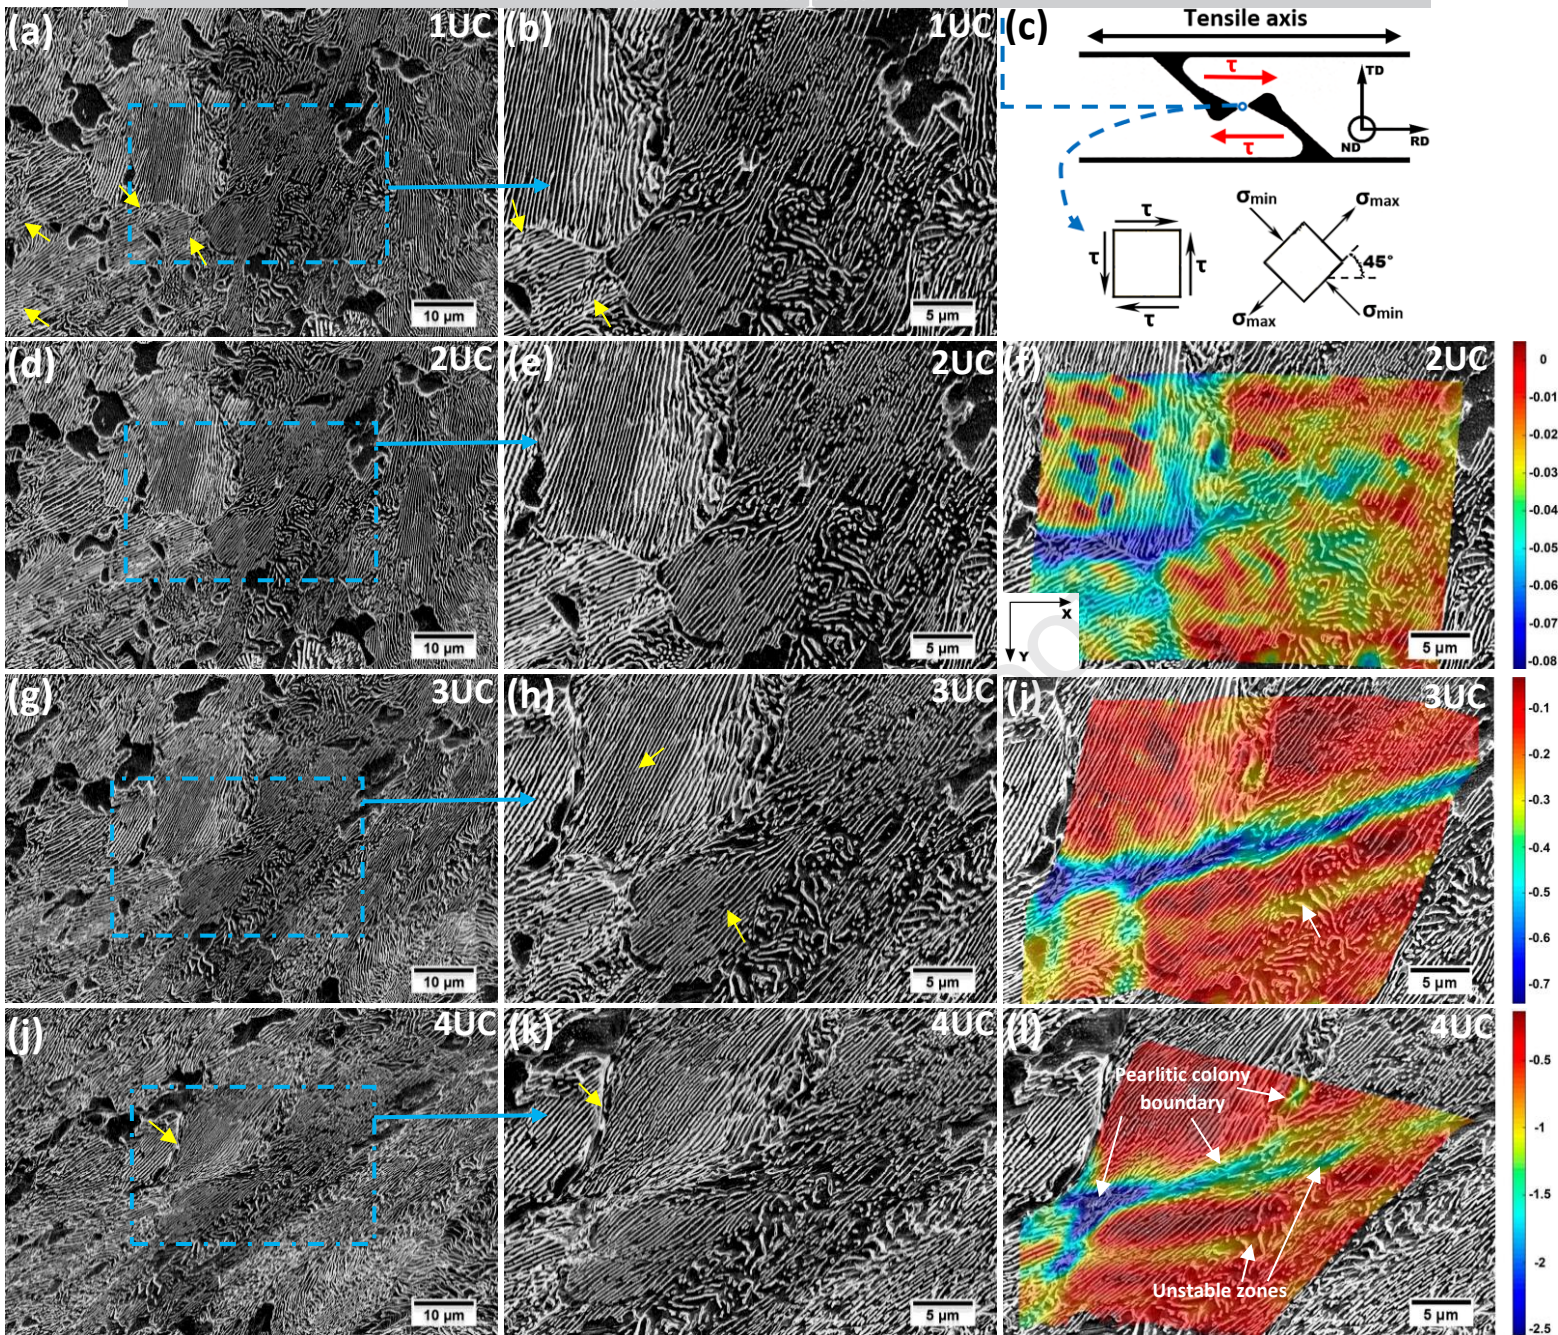 (a)
1UC
10 μm
(b)
1UC
5 μm
(c)
Tensile axis
τ
τ
TD
ND
RD
τ
τ
τ
τ
σmin
σmax
45°
σmax
σmin
(d)
2UC
10 μm
(e)
2UC
5 μm
(f)
2UC
X
Y
5 μm
0
-0.01
-0.02
-0.03
-0.04
-0.05
-0.06
-0.07
-0.08
(g)
3UC
10 μm
(h)
3UC
5 μm
(i)
3UC
5 μm
-0.1
-0.2
-0.3
-0.4
-0.5
-0.6
-0.7
(j)
4UC
10 μm
(k)
4UC
5 μm
(l)
4UC
Pearlitic colony
boundary
Unstable zones
5 μm
-0.5
-1
-1.5
-2
-2.5